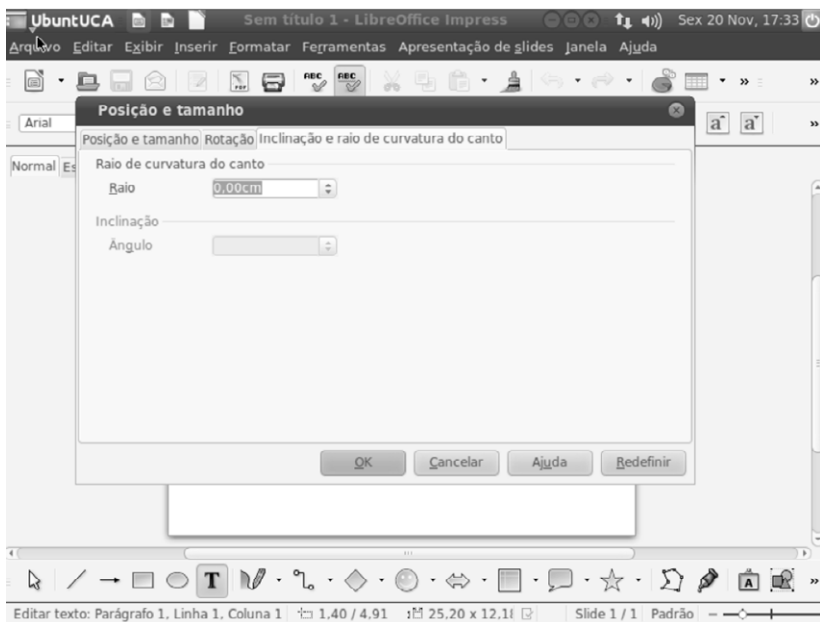 UbuntUCA Sem título 1 - LibreOffice Impress Sex 20 Nov, 17:33
Arquivo Editar Exibir Inserir Formatar Ferramentas Apresentação de slides Janela Ajuda
Arial
Posição e tamanho
Posição e tamanho Rotação Inclinação e raio de curvatura do canto
Normal Es
Raio de curvatura do canto
Raio 0,00cm
Inclinação
Ângulo
OK Cancelar Ajuda Redefinir
Editar texto: Parágrafo 1, Linha 1, Coluna 1 1,40 / 4,91 25,20 x 12,18 Slide 1 / 1 Padrão